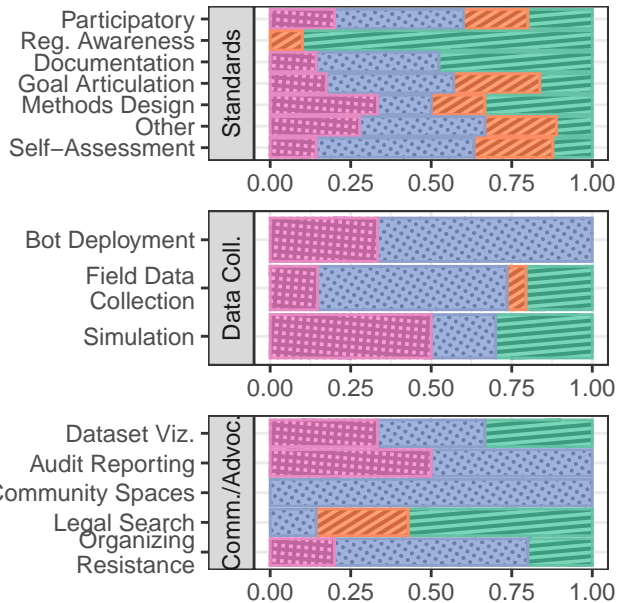 Participatory
Reg. Awareness
Documentation
Goal Articulation
Methods Design
Other
Self−Assessment
Standards
0.00 0.25 0.50 0.75 1.00
Bot Deployment
Field Data
Collection
Simulation
Data Coll.
0.00 0.25 0.50 0.75 1.00
Dataset Viz.
Audit Reporting
Community Spaces
Legal Search
Organizing
Resistance
Comm./Advoc.
0.00 0.25 0.50 0.75 1.00